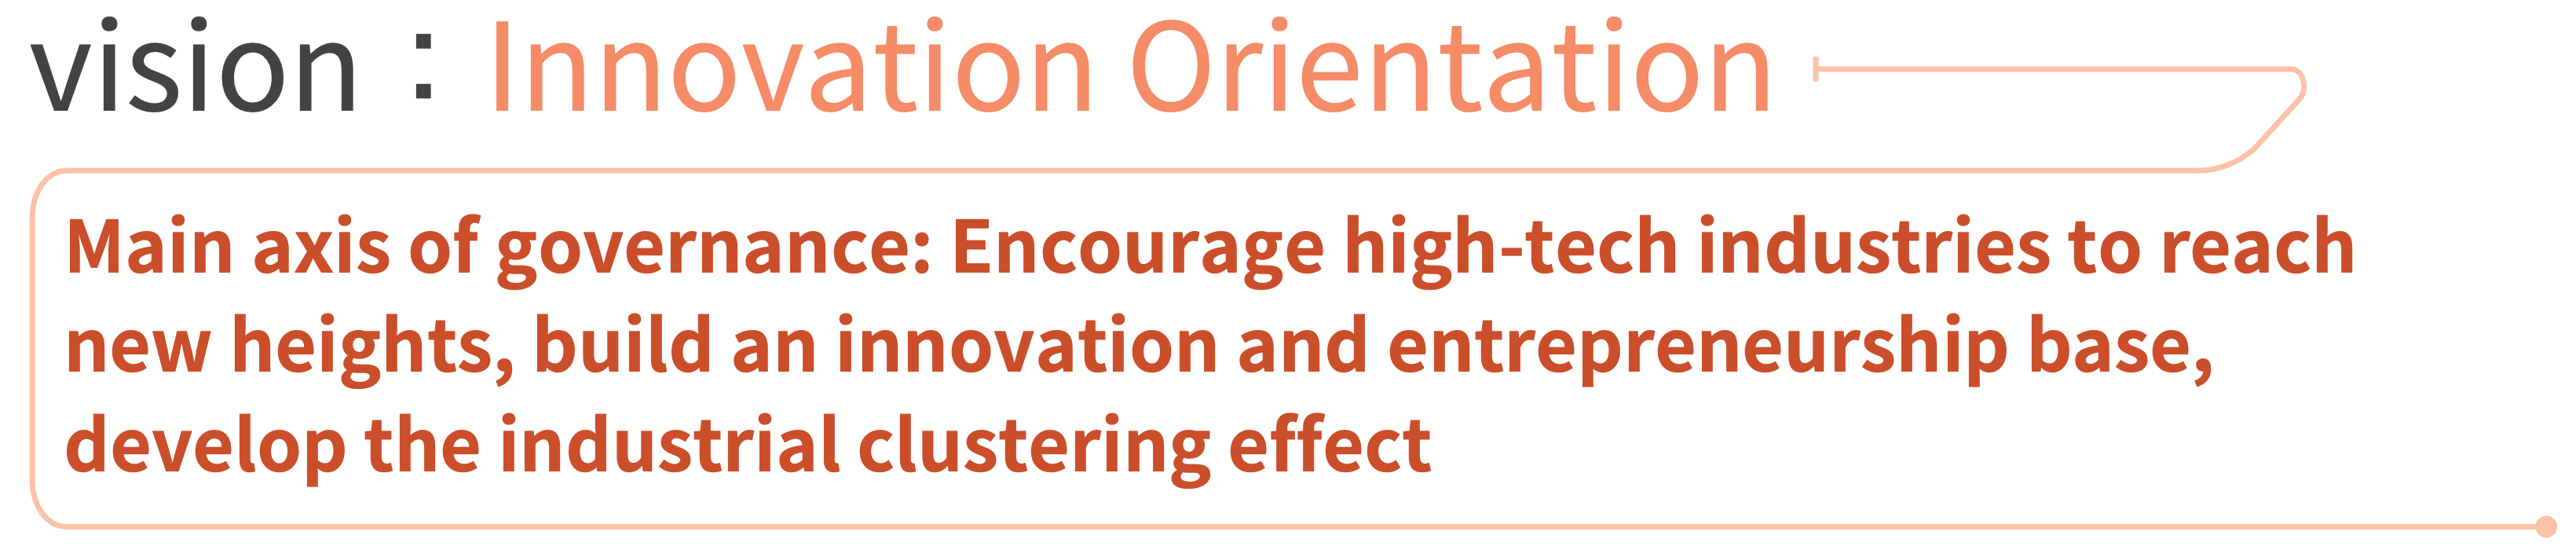 vision：Innovation Orientation
Main axis of governance: Encourage high-tech industries to reach
new heights, build an innovation and entrepreneurship base,
develop the industrial clustering effect